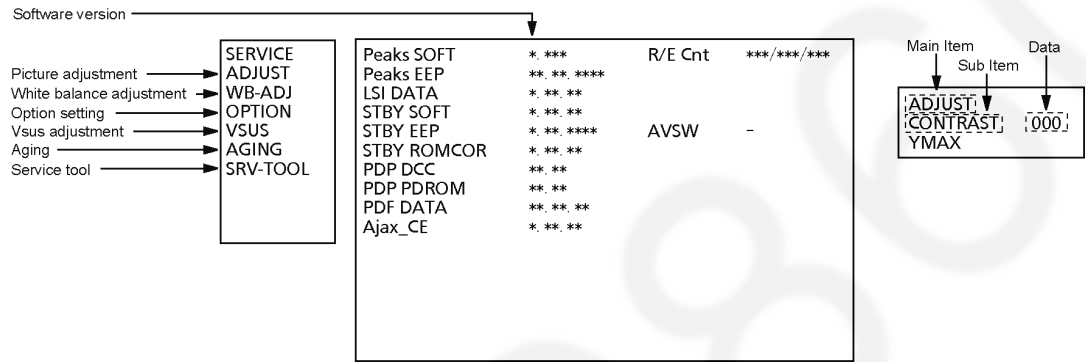 Software version
SERVICE
Picture adjustment ADJUST
White balance adjustment WB-ADJ
Option setting OPTION
Vsus adjustment VSUS
Aging AGING
Service tool SRV-TOOL
Peaks SOFT *. *** R/E Cnt ***/***/***
Peaks EEP **. **. ****
LSI DATA *. **. **
STBY SOFT *. **. **
STBY EEP *. **. **** AVSW -
STBY ROMCOR *. **. **
PDP DCC **. **
PDP PDROM **. **
PDF DATA **. **. **
Ajax_CE *. **. **
Main Item
Sub Item
Data
ADJUST
CONTRAST 000
YMAX